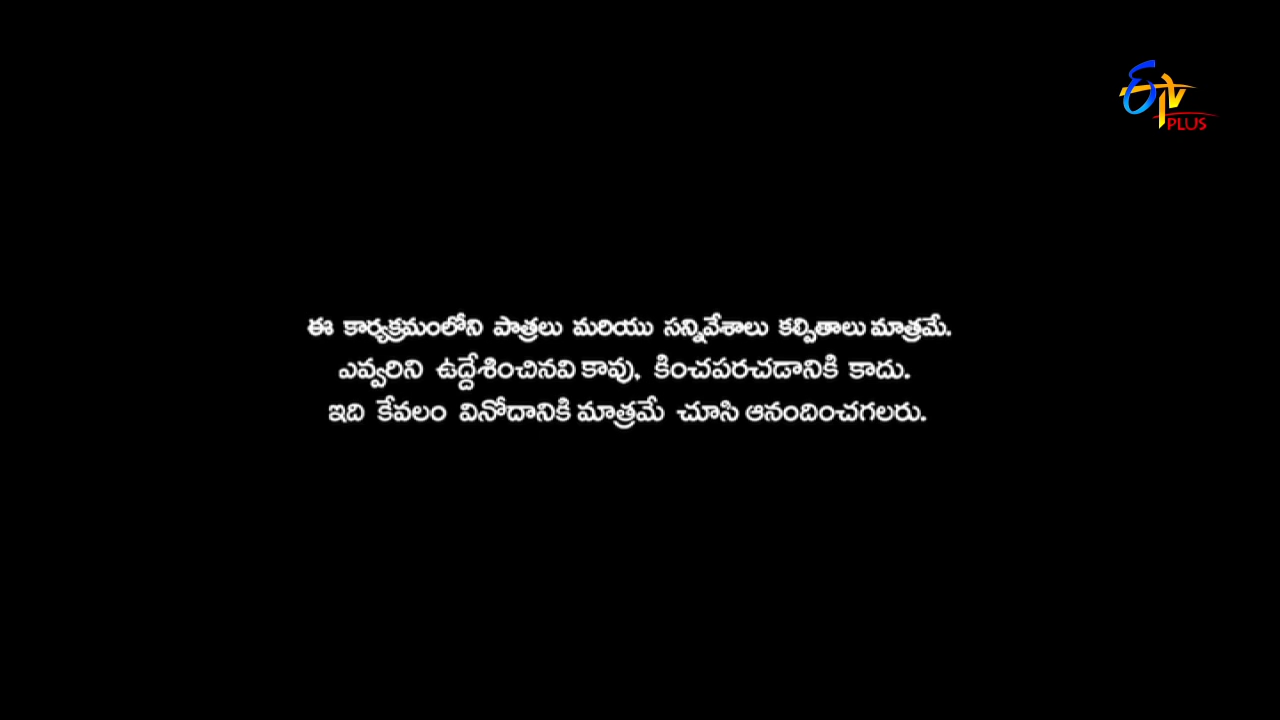 ETV
PLUS
ఈ కార్యక్రమంలోని పాత్రలు మరియు సన్నివేశాలు కల్పితాలు మాత్రమే.
ఎవ్వరిని ఉద్దేశించినవి కావు, కించపరచడానికి కాదు.
ఇది కేవలం వినోదానికి మాత్రమే చూసి ఆనందించగలరు.